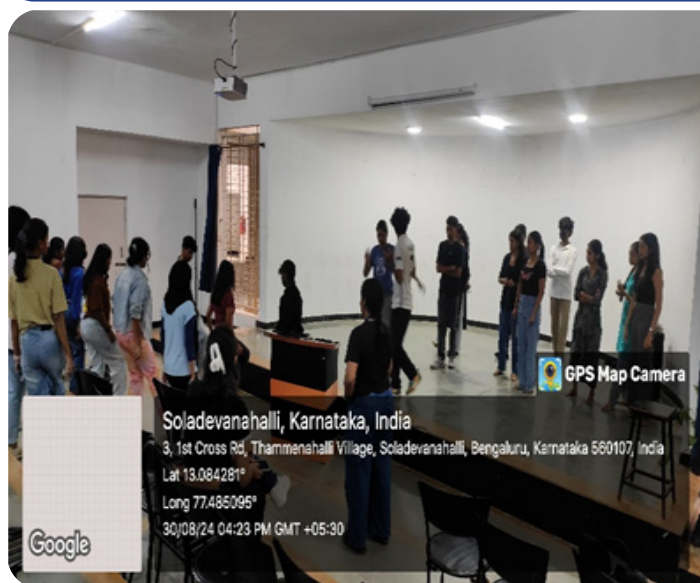 GPS Map Camera
Soladevanahalli, Karnataka, India
3, 1st Cross Rd, Thammenahalli Village, Soladevanahalli, Bengaluru, Karnataka 560107, India
Lat 13.084281°
Long 77.485095°
30/08/24 04:23 PM GMT +05:30
Google